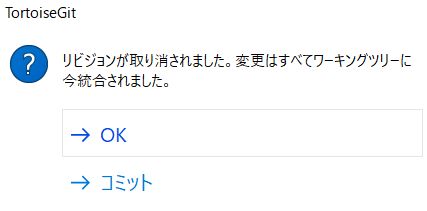 TortoiseGit
リビジョンが取り消されました。変更はすべてワーキングツリーに
今統合されました。
OK
コミット